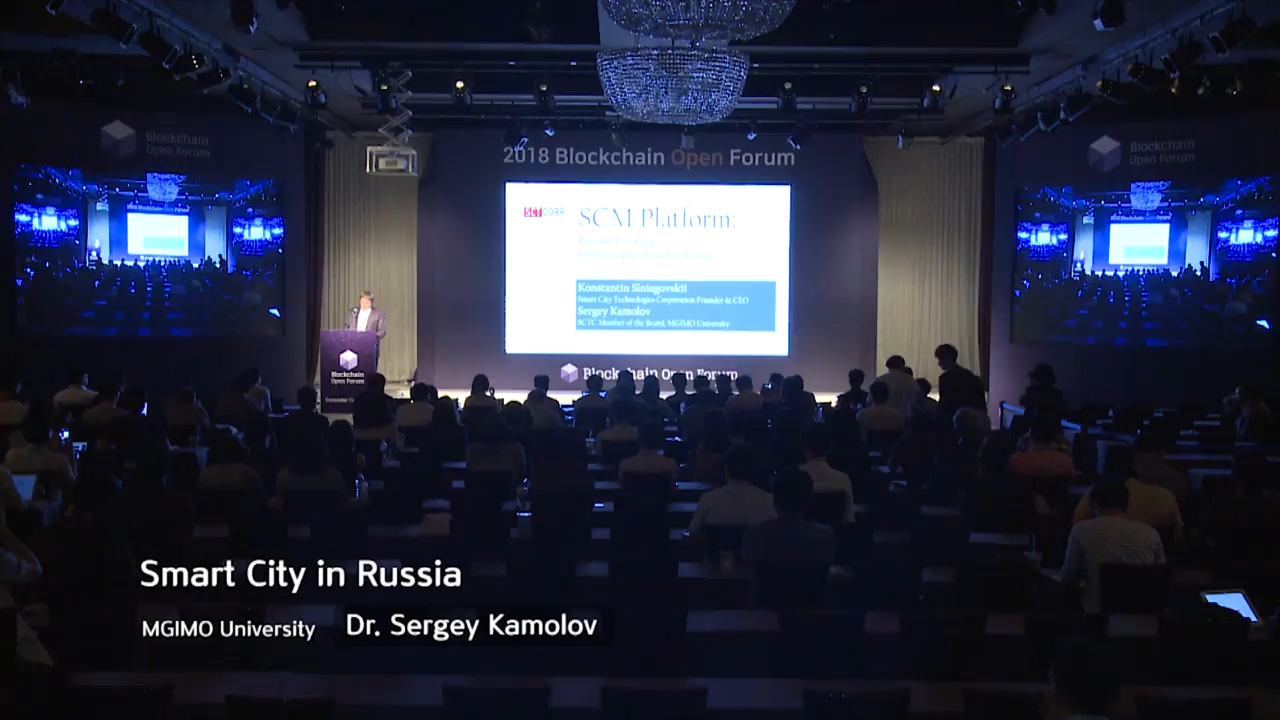 Blockchain
Open Forum
2018 Blockchain Open Forum
Blockchain
Open Forum
SCTCORP
SCM Platform:
Konstantin Siniagovskii
Smart City Technologies Corporation Founder & CEO
Sergey Kamolov
SCTC Member of the Board, MGIMO University
Blockchain
Open Forum
Blockchain Open Forum
Smart City in Russia
MGIMO University Dr. Sergey Kamolov